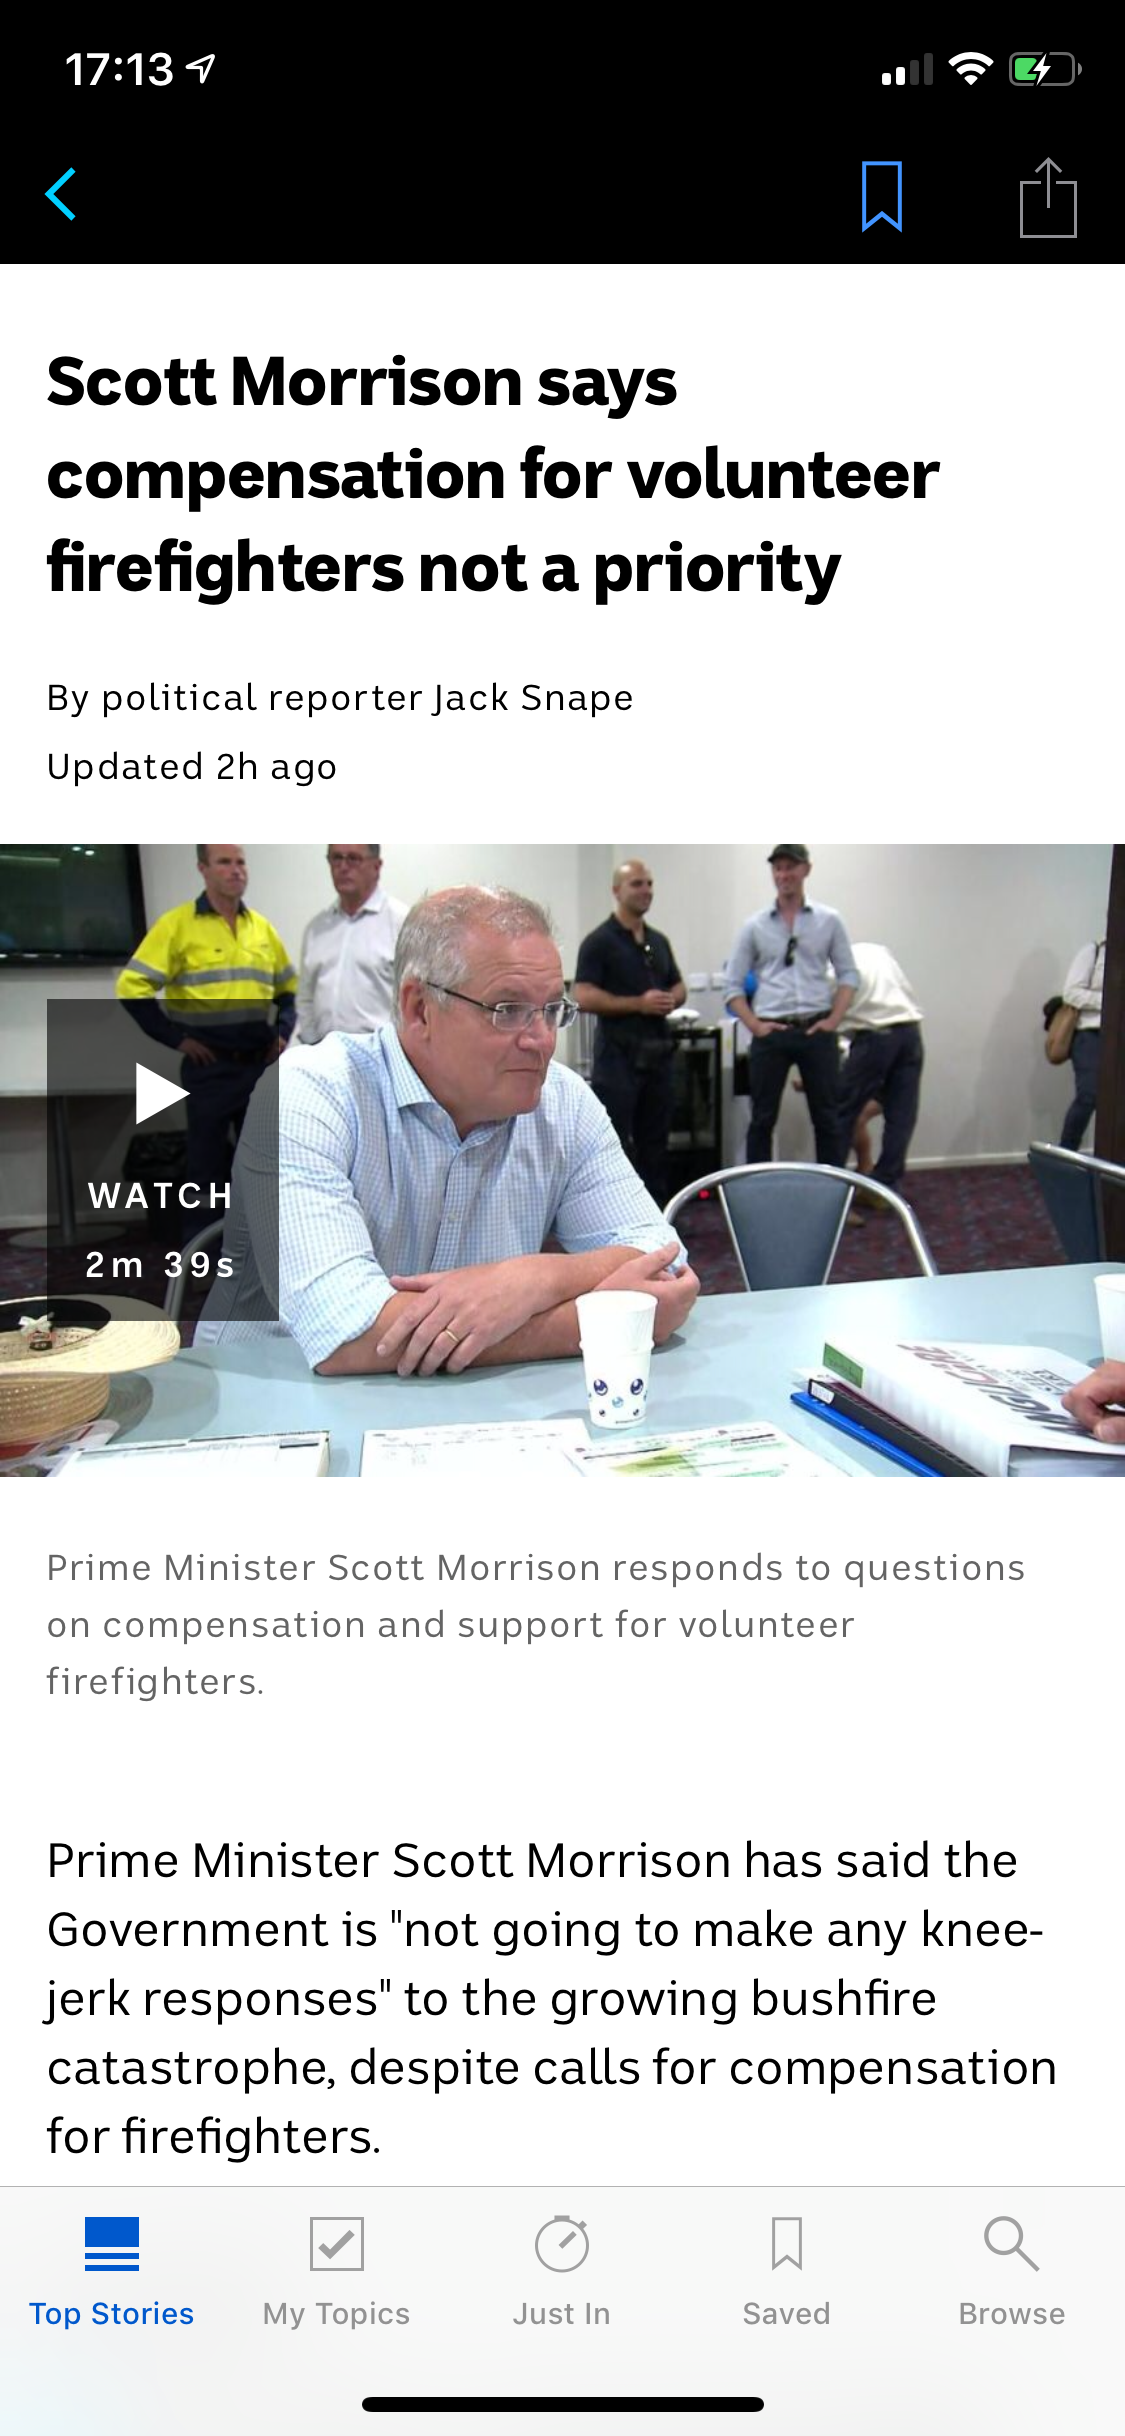 17:13
Scott Morrison says
compensation for volunteer
firefighters not a priority
By political reporter Jack Snape
Updated 2h ago
WATCH
2m 39s
Prime Minister Scott Morrison responds to questions
on compensation and support for volunteer
firefighters.
Prime Minister Scott Morrison has said the
Government is "not going to make any knee-
jerk responses" to the growing bushfire
catastrophe, despite calls for compensation
for firefighters.
Top Stories
My Topics
Just In
Saved
Browse